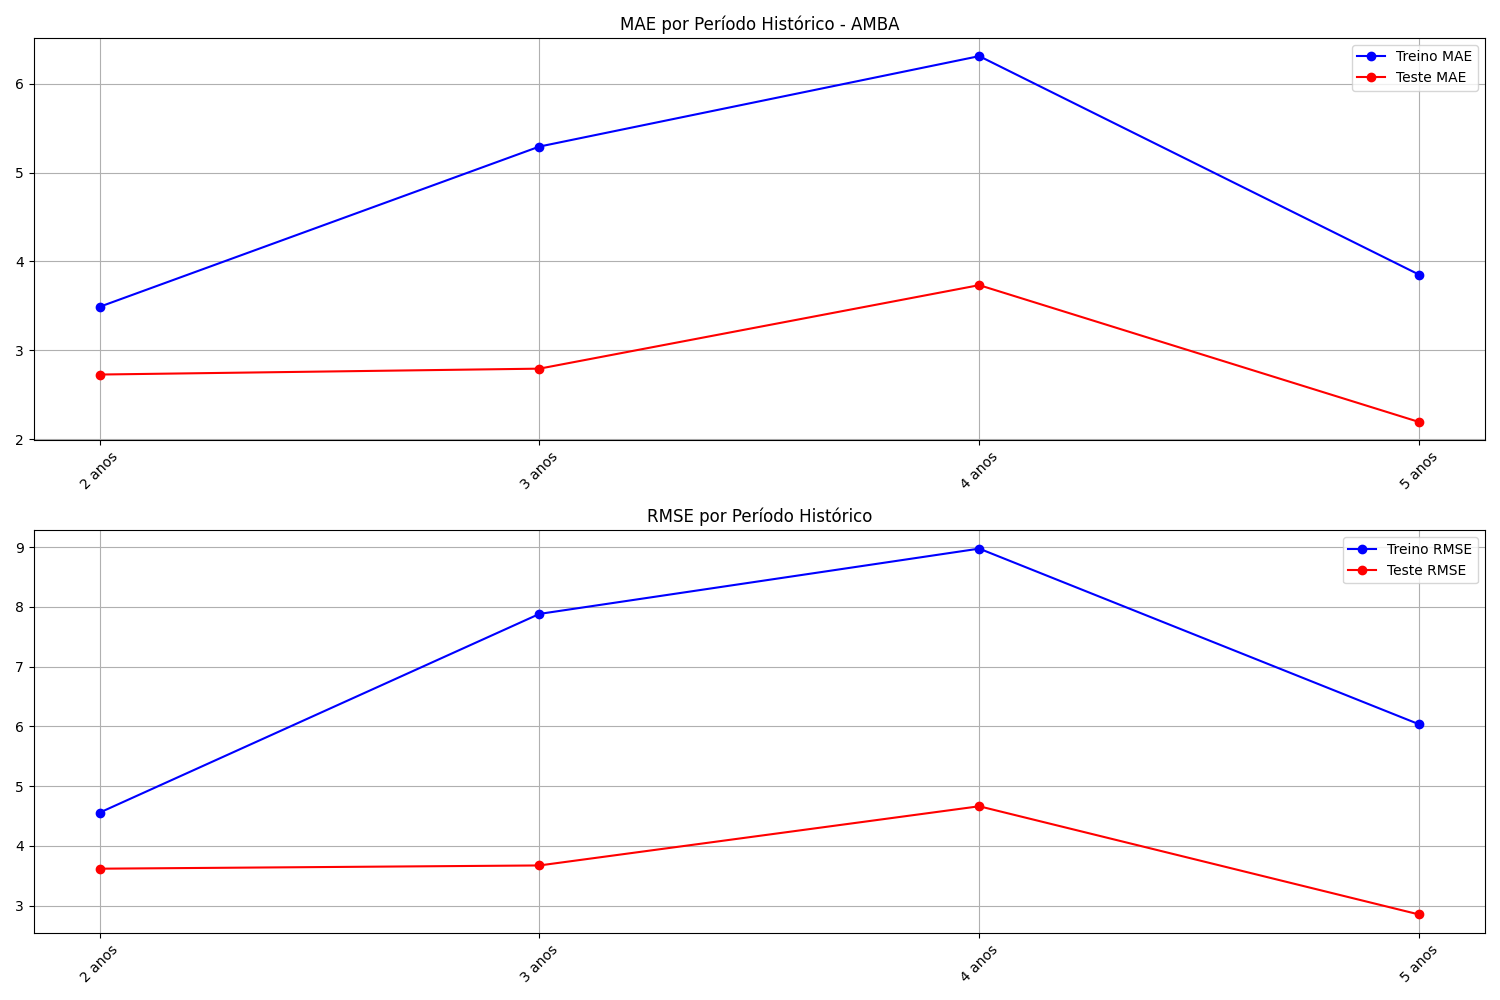 MAE por Período Histórico - AMBA
Treino MAE
Teste MAE
6
5
4
3
2
2 anos
3 anos
4 anos
5 anos
RMSE por Período Histórico
Treino RMSE
Teste RMSE
9
8
7
6
5
4
3
2 anos
3 anos
4 anos
5 anos